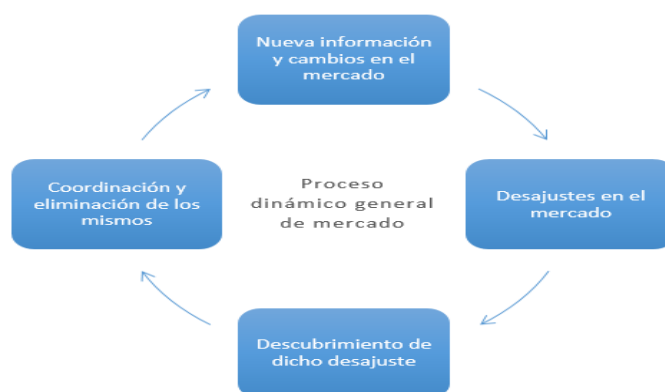 Nueva información
y cambios en el
mercado
Coordinación y
eliminación de los
mismos
Proceso
dinámico general
de mercado
Desajustes en el
mercado
Descubrimiento de
dicho desajuste